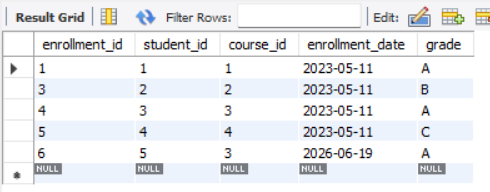 Result Grid Filter Rows: Edit:
enrollment_id student_id course_id enrollment_date grade
1 1 1 2023-05-11 A
3 2 2 2023-05-11 B
4 3 3 2023-05-11 A
5 4 4 2023-05-11 C
6 5 3 2026-06-19 A
NULL NULL NULL NULL NULL